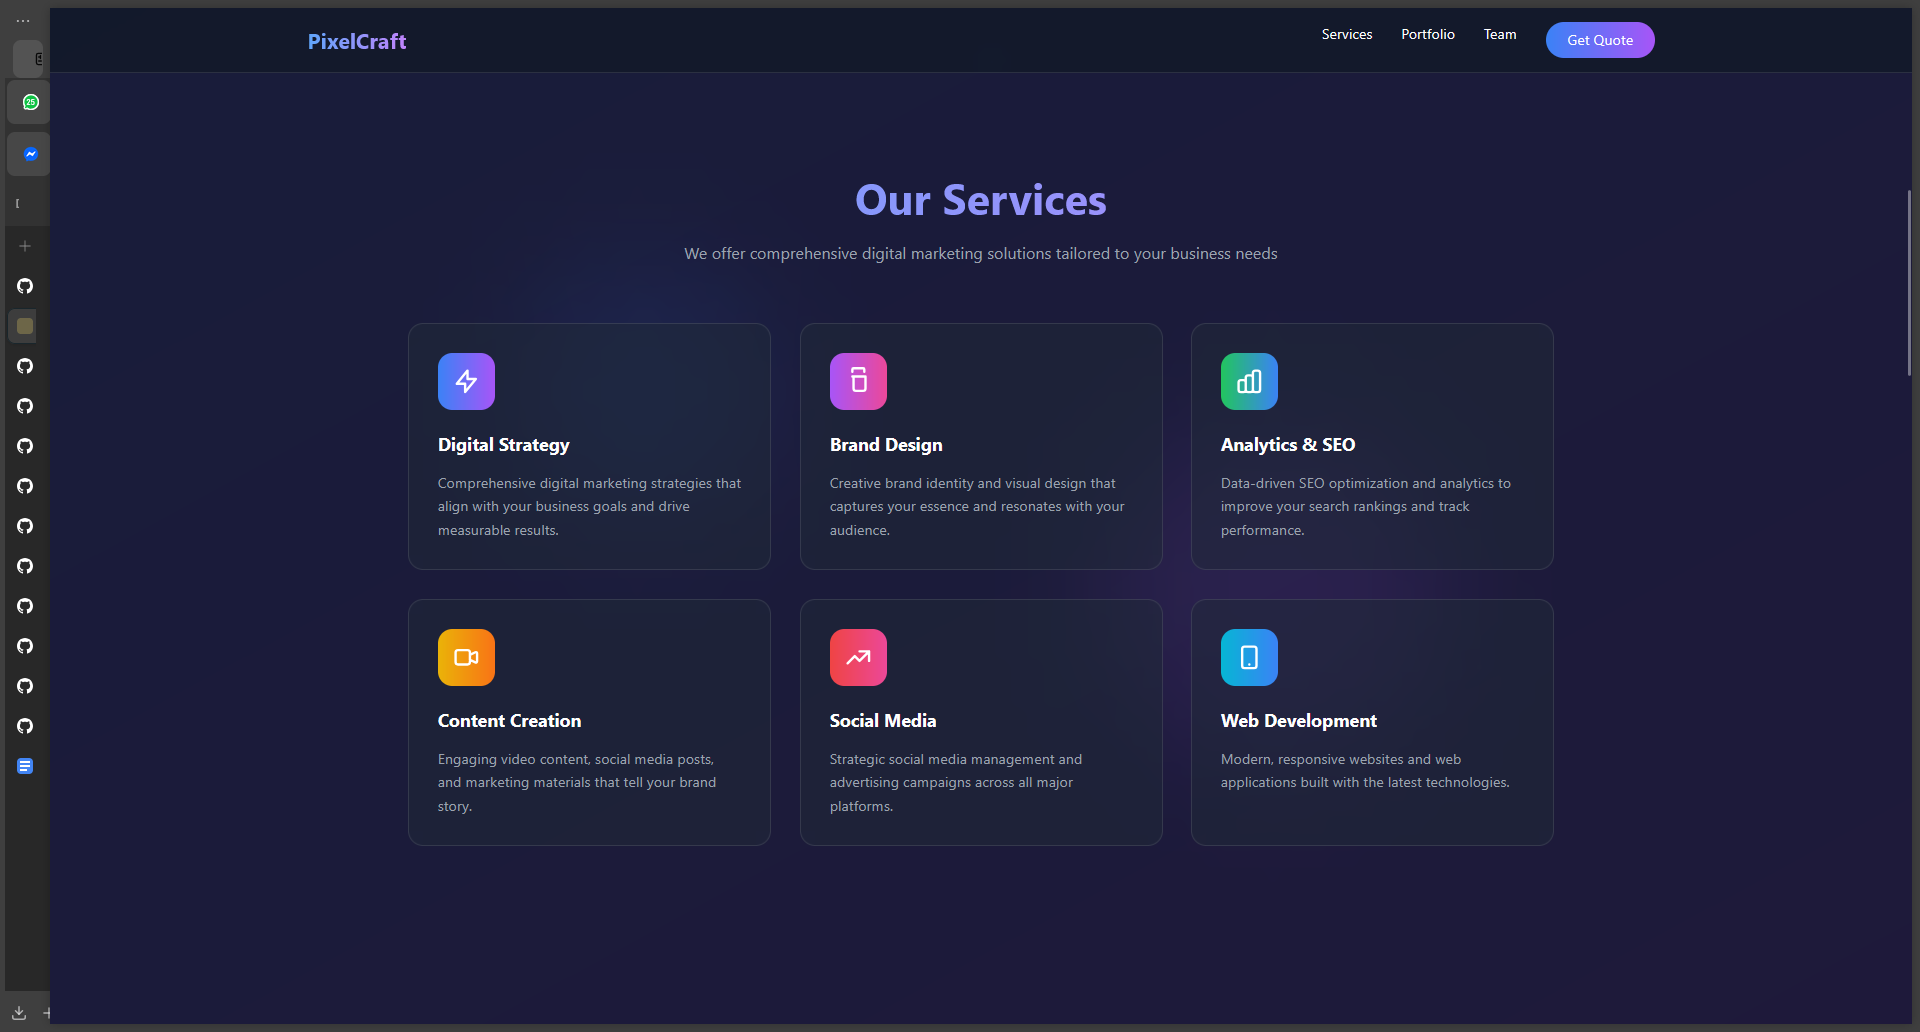 PixelCraft
Services
Portfolio
Team
Get Quote
25
Our Services
We offer comprehensive digital marketing solutions tailored to your business needs
Digital Strategy
Comprehensive digital marketing strategies that
align with your business goals and drive
measurable results.
Brand Design
Creative brand identity and visual design that
captures your essence and resonates with your
audience.
Analytics & SEO
Data-driven SEO optimization and analytics to
improve your search rankings and track
performance.
Content Creation
Engaging video content, social media posts,
and marketing materials that tell your brand
story.
Social Media
Strategic social media management and
advertising campaigns across all major
platforms.
Web Development
Modern, responsive websites and web
applications built with the latest technologies.